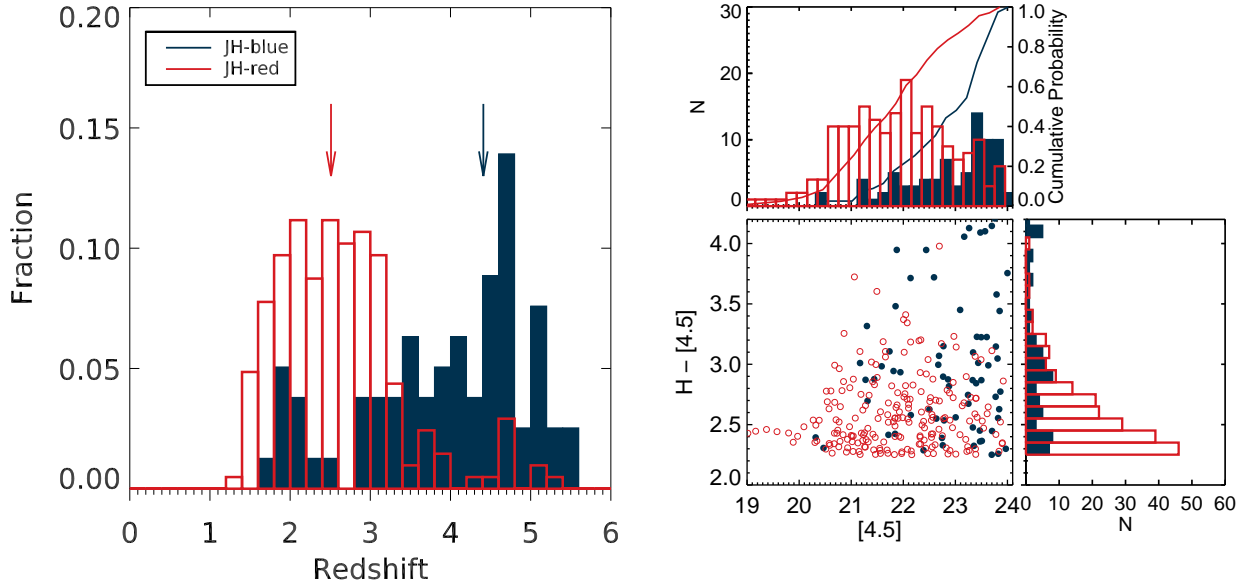 0.20
0.15
0.10
0.05
0.00
Fraction
JH-blue
JH-red
0 1 2 3 4 5 6
Redshift
30
20
10
0
N
1.0
0.8
0.6
0.4
0.2
0.0
Cumulative Probability
4.0
3.5
3.0
2.5
2.0
H − [4.5]
19 20 21 22 23 24
[4.5]
0 10 20 30 40 50 60
N